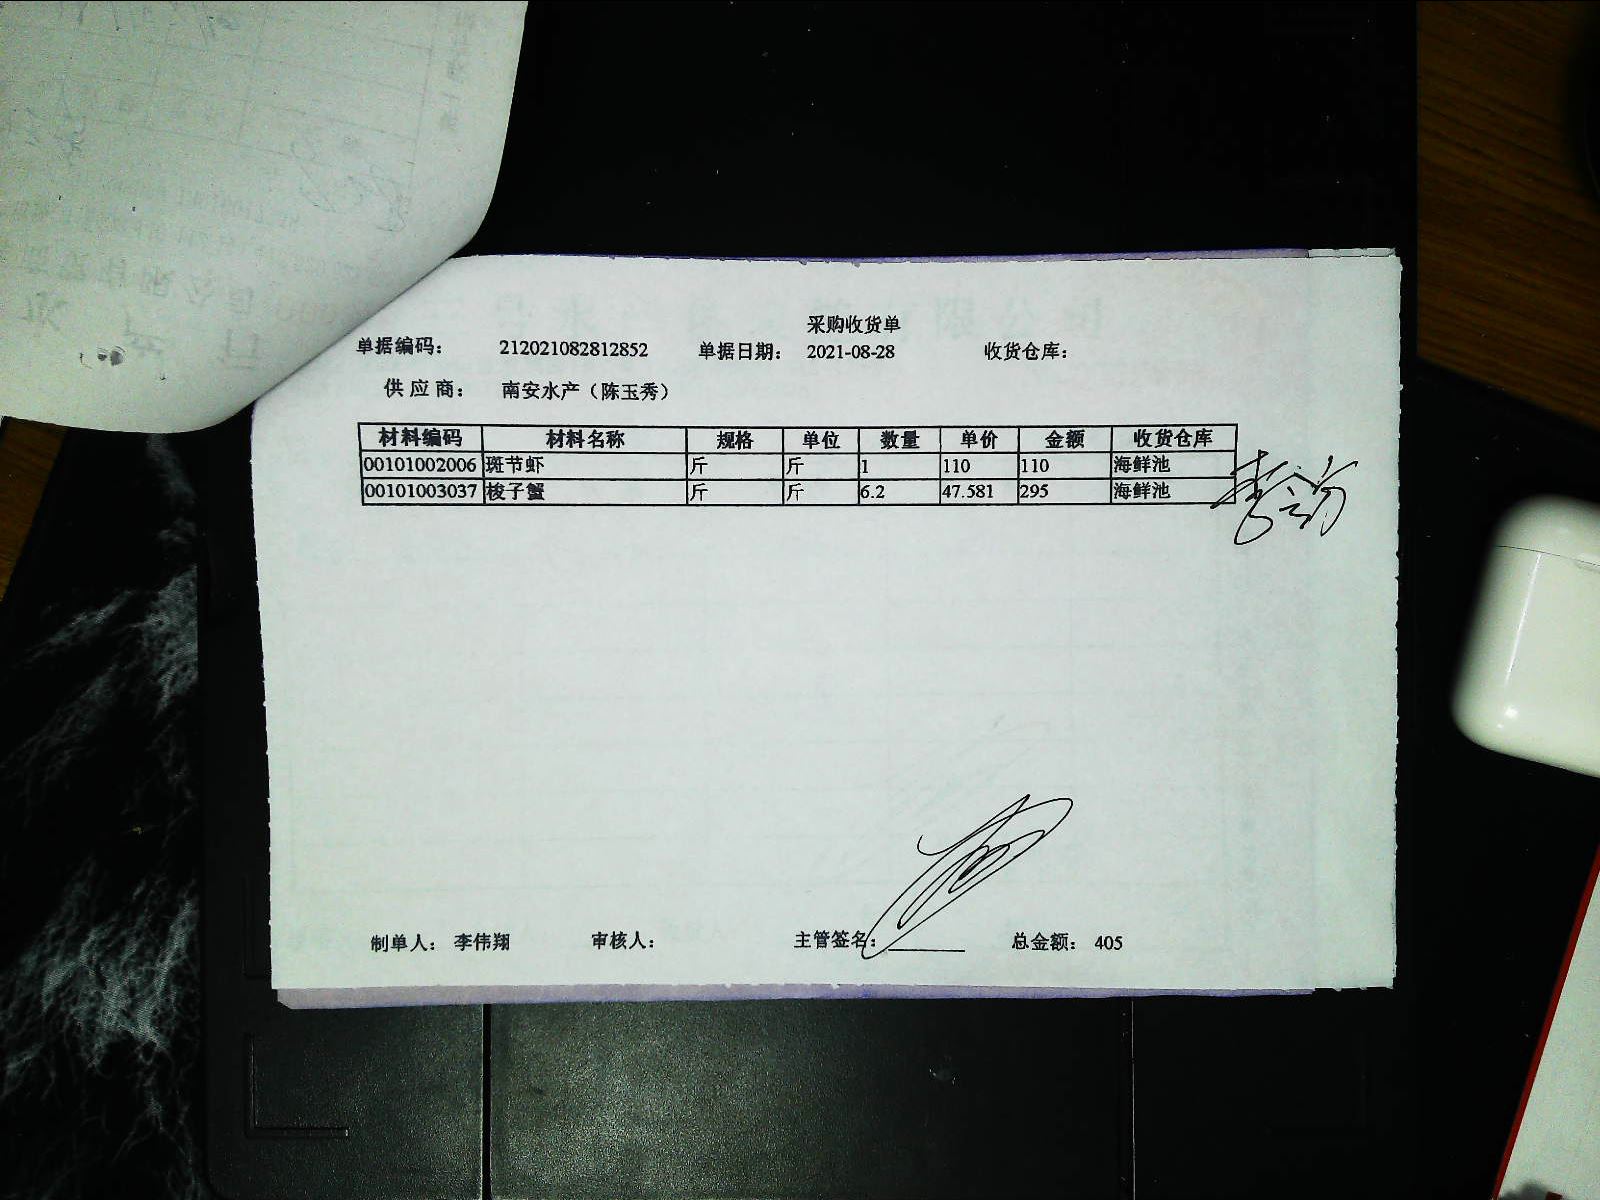 采购收货单
单据编码： 212021082812852 单据日期： 2021-08-28 收货仓库：
供 应 商： 南安水产（陈玉秀）
材料编码 材料名称 规格 单位 数量 单价 金额 收货仓库
00101002006 斑节虾 斤 斤 1 110 110 海鲜池
00101003037 梭子蟹 斤 斤 6.2 47.581 295 海鲜池
制单人： 李伟翔 审核人： 主管签名： 总金额： 405